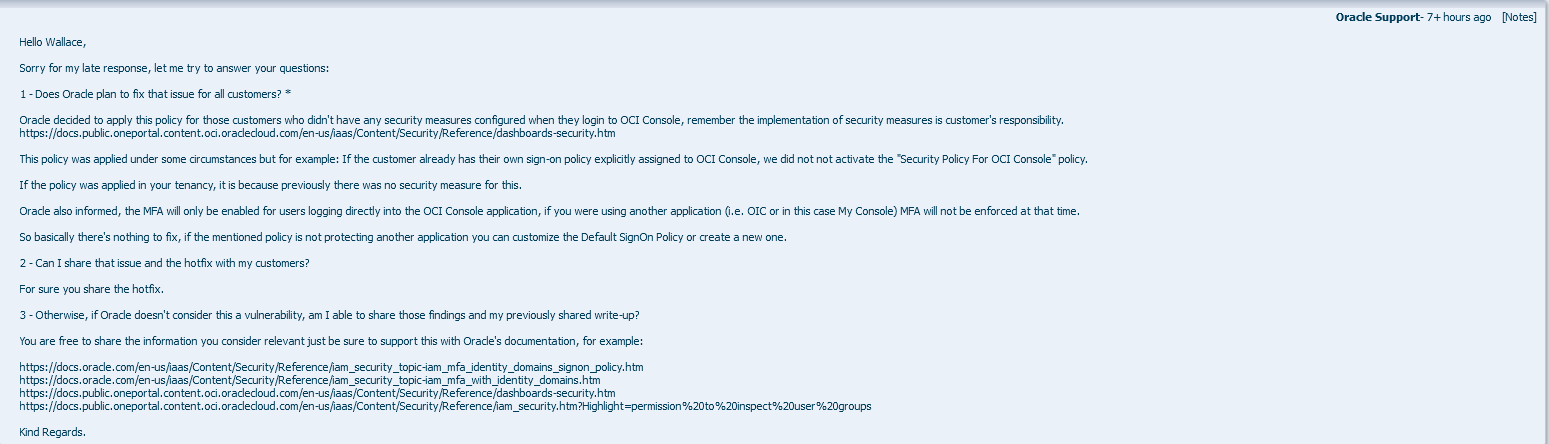 Oracle Support- 7+ hours ago [Notes]
Hello Wallace,
Sorry for my late response, let me try to answer your questions:
1 - Does Oracle plan to fix that issue for all customers? *
Oracle decided to apply this policy for those customers who didn't have any security measures configured when they login to OCI Console, remember the implementation of security measures is customer's responsibility.
https://docs.public.oneportal.content.oci.oraclecloud.com/en-us/iaas/Content/Security/Reference/dashboards-security.htm
This policy was applied under some circumstances but for example: If the customer already has their own sign-on policy explicitly assigned to OCI Console, we did not not activate the "Security Policy For OCI Console" policy.
If the policy was applied in your tenancy, it is because previously there was no security measure for this.
Oracle also informed, the MFA will only be enabled for users logging directly into the OCI Console application, if you were using another application (i.e. OIC or in this case My Console) MFA will not be enforced at that time.
So basically there's nothing to fix, if the mentioned policy is not protecting another application you can customize the Default SignOn Policy or create a new one.
2 - Can I share that issue and the hotfix with my customers?
For sure you share the hotfix.
3 - Otherwise, if Oracle doesn't consider this a vulnerability, am I able to share those findings and my previously shared write-up?
You are free to share the information you consider relevant just be sure to support this with Oracle's documentation, for example:
https://docs.oracle.com/en-us/iaas/Content/Security/Reference/iam_security_topic-iam_mfa_identity_domains_signon_policy.htm
https://docs.oracle.com/en-us/iaas/Content/Security/Reference/iam_security_topic-iam_mfa_with_identity_domains.htm
https://docs.public.oneportal.content.oci.oraclecloud.com/en-us/iaas/Content/Security/Reference/dashboards-security.htm
https://docs.public.oneportal.content.oci.oraclecloud.com/en-us/iaas/Content/Security/Reference/iam_security.htm?Highlight=permission%20to%20inspect%20user%20groups
Kind Regards.